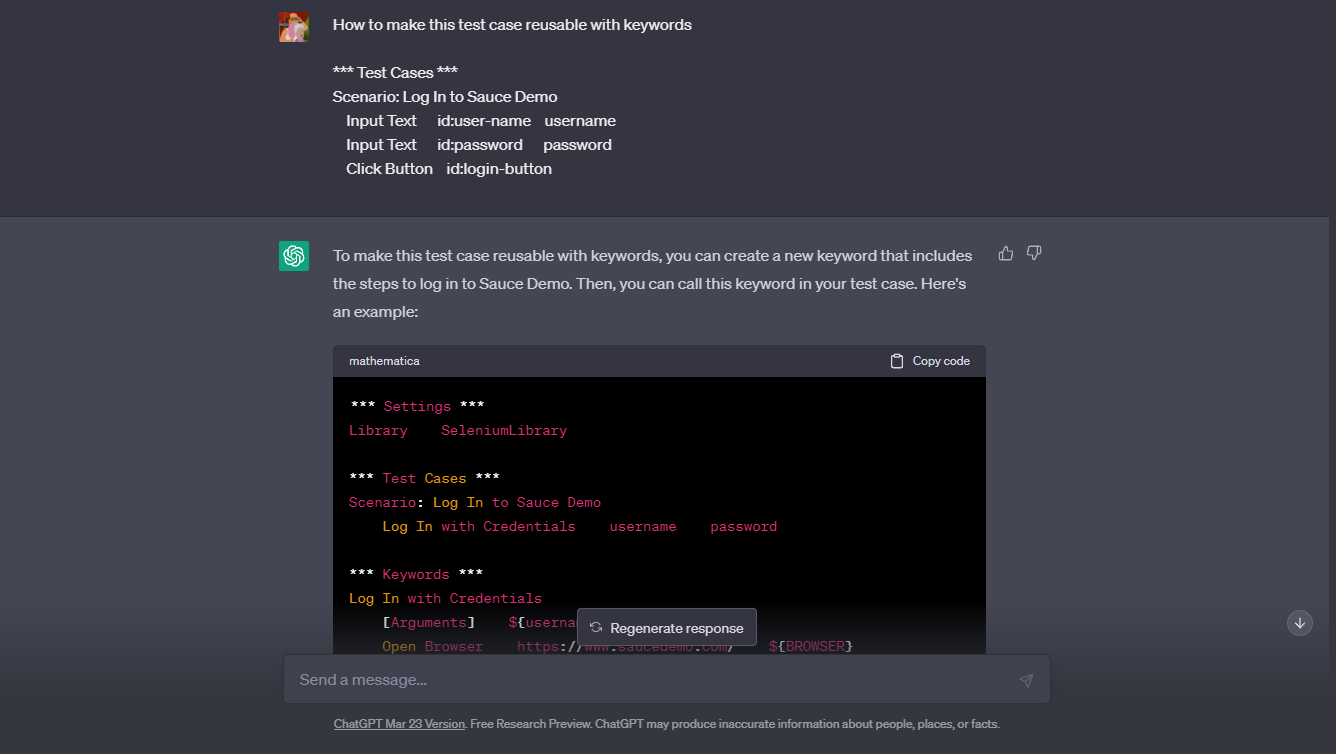 How to make this test case reusable with keywords
*** Test Cases ***
Scenario: Log In to Sauce Demo
Input Text id:user-name username
Input Text id:password password
Click Button id:login-button
To make this test case reusable with keywords, you can create a new keyword that includes
the steps to log in to Sauce Demo. Then, you can call this keyword in your test case. Here's
an example:
mathematica Copy code
*** Settings ***
Library SeleniumLibrary
*** Test Cases ***
Scenario: Log In to Sauce Demo
Log In with Credentials username password
*** Keywords ***
Log In with Credentials
[Arguments]
Regenerate response
Open Browser https://www.saucedemo.com/ ${BROWSER}
Send a message...
ChatGPT Mar 23 Version. Free Research Preview. ChatGPT may produce inaccurate information about people, places, or facts.